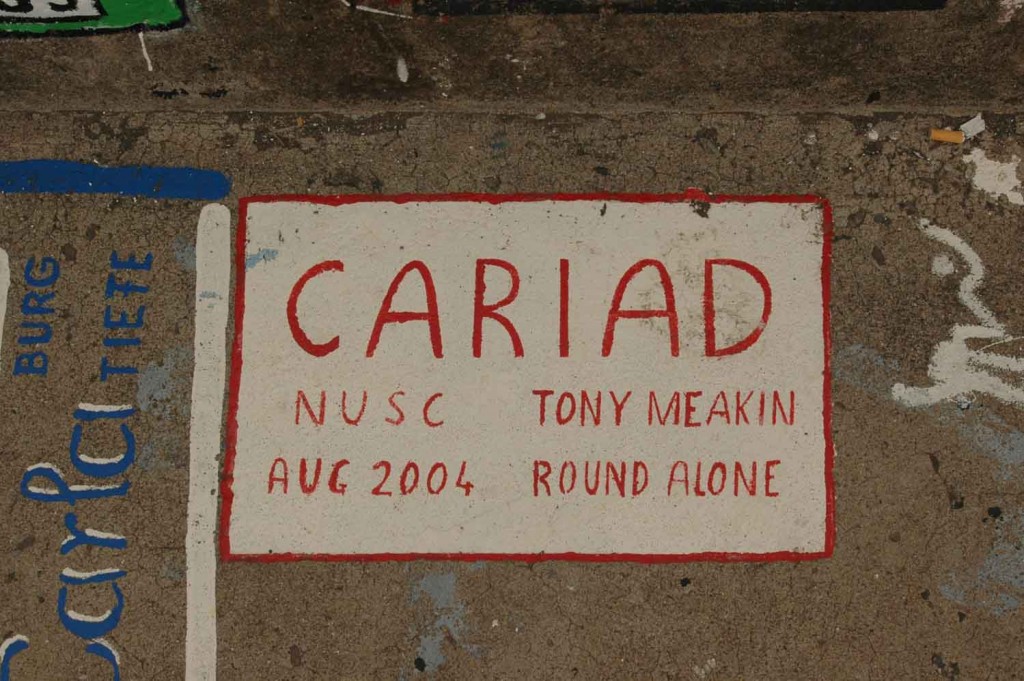 CARIAD
NUSC TONY MEAKIN
AUG 2004 ROUND ALONE
BURG
TIETE